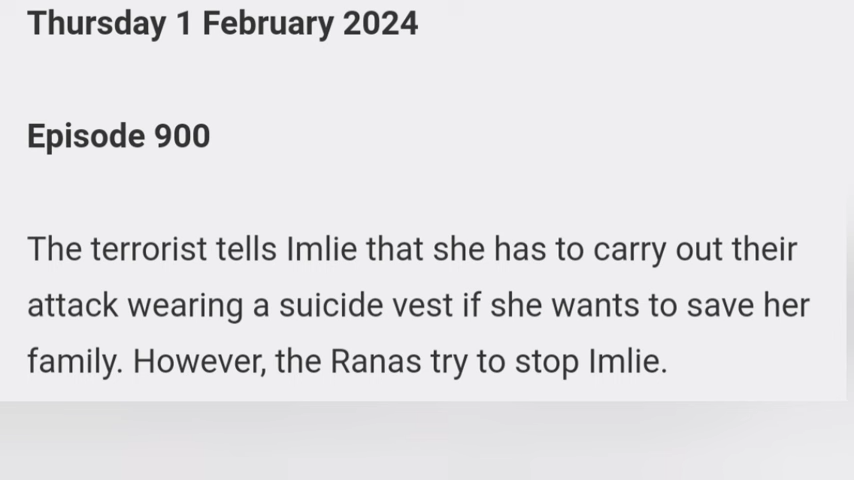 Thursday 1 February 2024
Episode 900
The terrorist tells Imlie that she has to carry out their
attack wearing a suicide vest if she wants to save her
family. However, the Ranas try to stop Imlie.